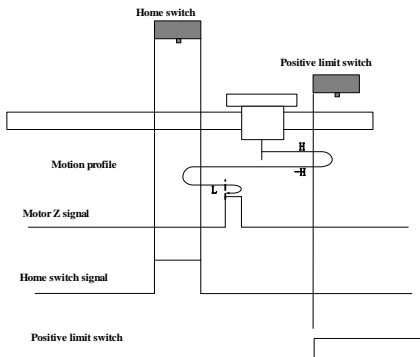 Home switch
Positive limit switch
H
Motion profile
-H
L
Motor Z signal
Home switch signal
Positive limit switch